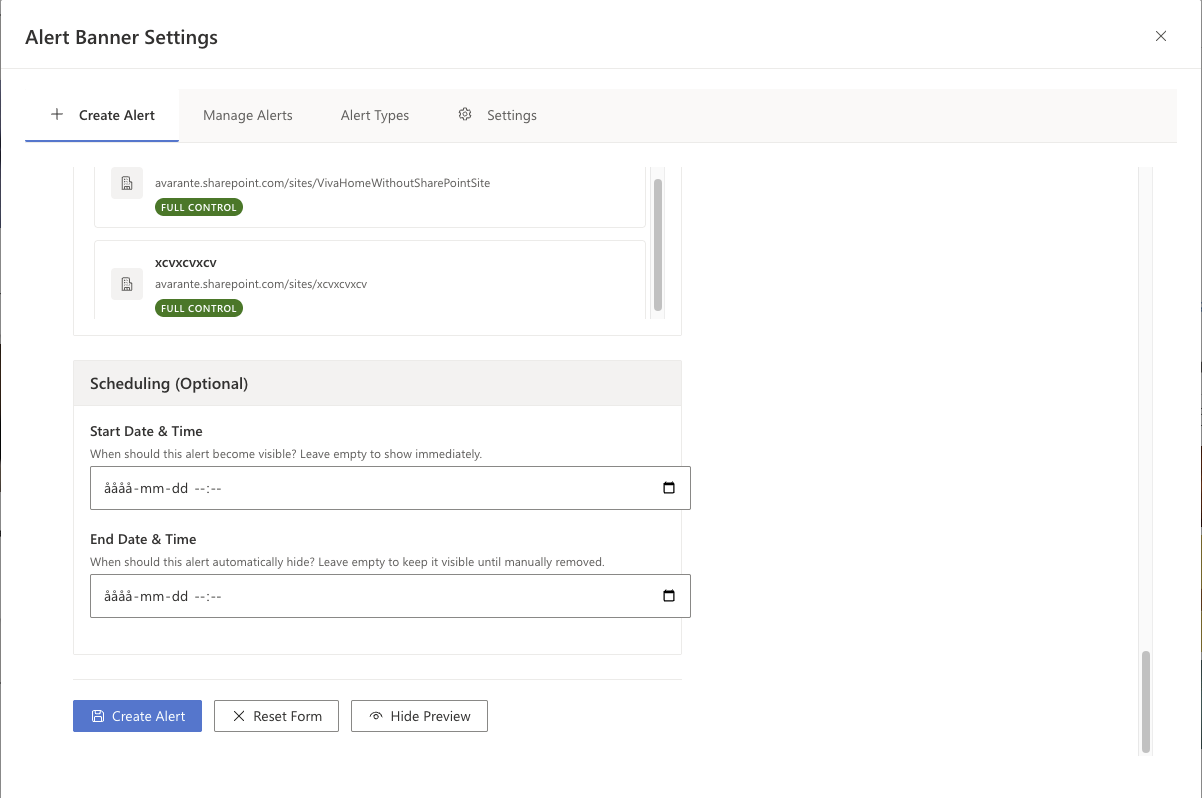 Alert Banner Settings
Create Alert
Manage Alerts
Alert Types
Settings
avarante.sharepoint.com/sites/VivaHomeWithoutSharePointSite
FULL CONTROL
xcvxcvxcv
avarante.sharepoint.com/sites/xcvxcvxcv
FULL CONTROL
Scheduling (Optional)
Start Date & Time
When should this alert become visible? Leave empty to show immediately.
åååå-mm-dd --:--
End Date & Time
When should this alert automatically hide? Leave empty to keep it visible until manually removed.
åååå-mm-dd --:--
Create Alert
Reset Form
Hide Preview